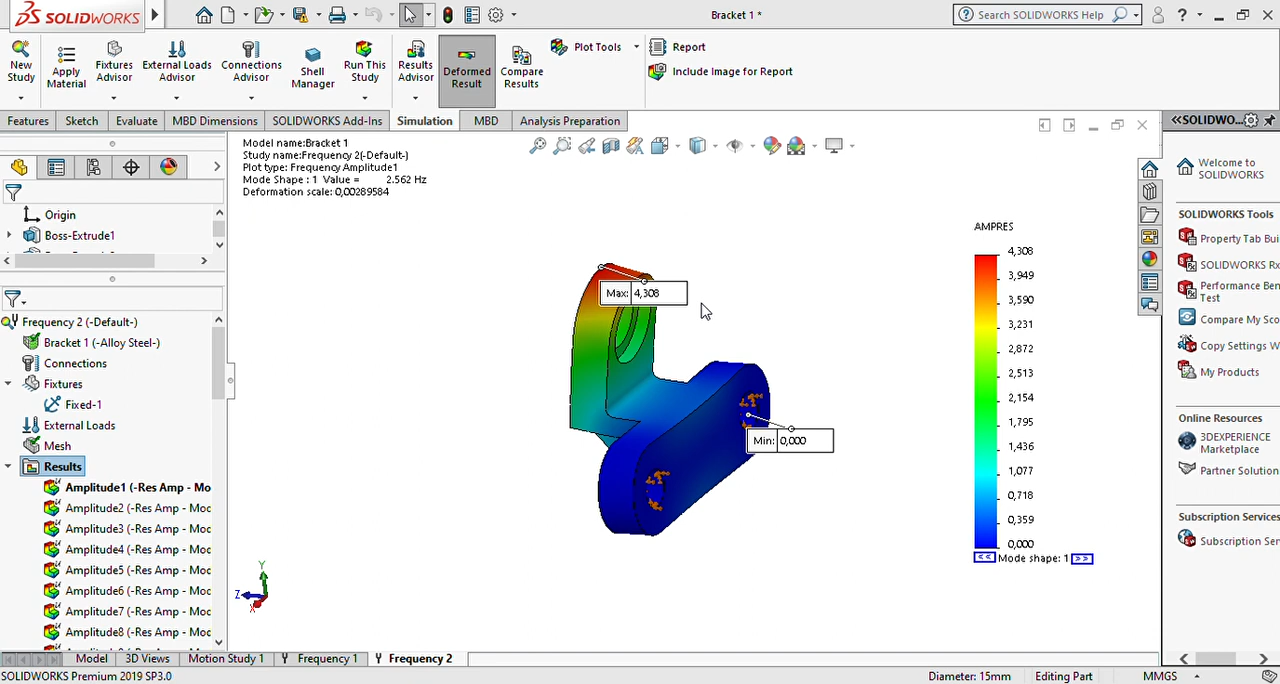 SOLIDWORKS
Bracket 1 *
Search SOLIDWORKS Help
New Study
Apply Material
Fixtures Advisor
External Loads Advisor
Connections Advisor
Shell Manager
Run This Study
Results Advisor
Deformed Result
Compare Results
Plot Tools
Report
Include Image for Report
Features
Sketch
Evaluate
MBD Dimensions
SOLIDWORKS Add-Ins
Simulation
MBD
Analysis Preparation
Origin
Boss-Extrude1
Frequency 2 (-Default-)
Bracket 1 (-Alloy Steel-)
Connections
Fixtures
Fixed-1
External Loads
Mesh
Results
Amplitude1 (-Res Amp - Mo
Amplitude2 (-Res Amp - Moc
Amplitude3 (-Res Amp - Moc
Amplitude4 (-Res Amp - Moc
Amplitude5 (-Res Amp - Moc
Amplitude6 (-Res Amp - Moc
Amplitude7 (-Res Amp - Moc
Amplitude8 (-Res Amp - Moc
Model name:Bracket 1
Study name:Frequency 2(-Default-)
Plot type: Frequency Amplitude1
Mode Shape : 1 Value = 2.562 Hz
Deformation scale: 0,00289584
Max: 4,308
Min: 0,000
Y
Z
X
AMPRES
4,308
3,949
3,590
3,231
2,872
2,513
2,154
1,795
1,436
1,077
0,718
0,359
0,000
<< Mode shape: 1 >>
SOLIDWO...
Welcome to SOLIDWORKS
SOLIDWORKS Tools
Property Tab Bui
SOLIDWORKS Rx
Performance Ben
Test
Compare My Sco
Copy Settings W
My Products
Online Resources
3DEXPERIENCE
Marketplace
Partner Solution
Subscription Services
Subscription Ser
Model
3D Views
Motion Study 1
Frequency 1
Frequency 2
SOLIDWORKS Premium 2019 SP3.0
Diameter: 15mm
Editing Part
MMGS